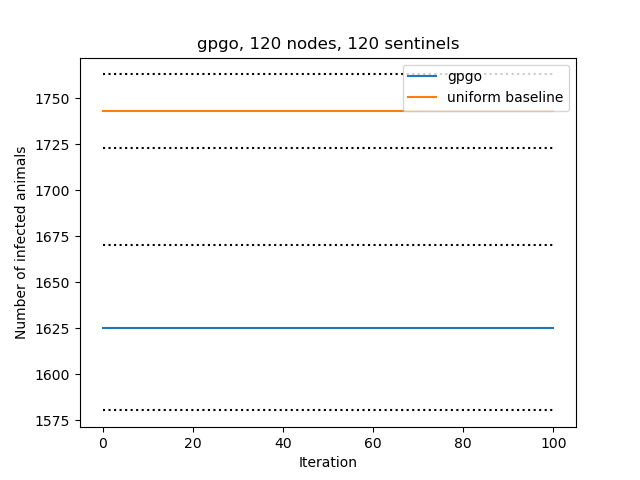 gpgo, 120 nodes, 120 sentinels
gpgo
uniform baseline
Number of infected animals
1750
1725
1700
1675
1650
1625
1600
1575
0 20 40 60 80 100
Iteration